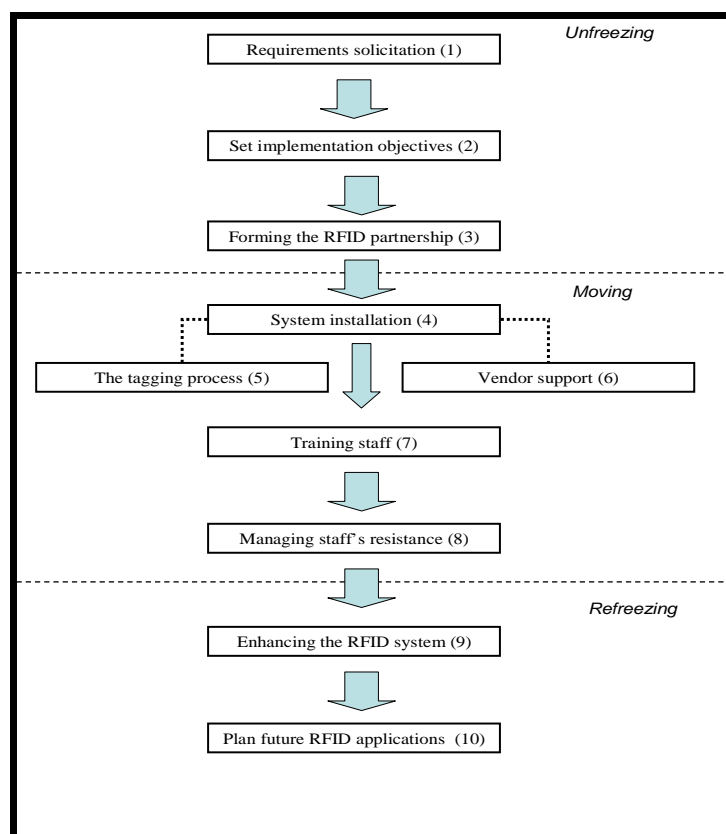 Unfreezing
Requirements solicitation (1)
Set implementation objectives (2)
Forming the RFID partnership (3)
Moving
System installation (4)
The tagging process (5)
Vendor support (6)
Training staff (7)
Managing staff’s resistance (8)
Refreezing
Enhancing the RFID system (9)
Plan future RFID applications (10)